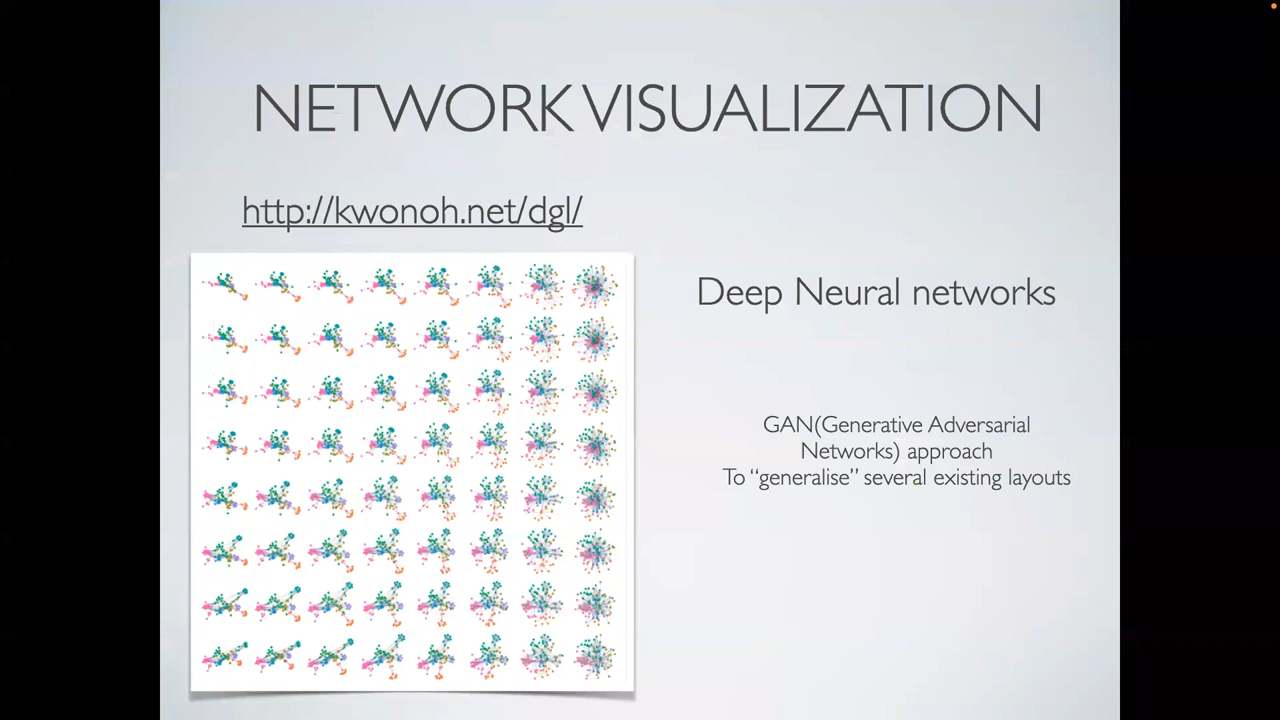 NETWORK VISUALIZATION
http://kwonoh.net/dgl/
Deep Neural networks
GAN(Generative Adversarial
Networks) approach
To “generalise” several existing layouts